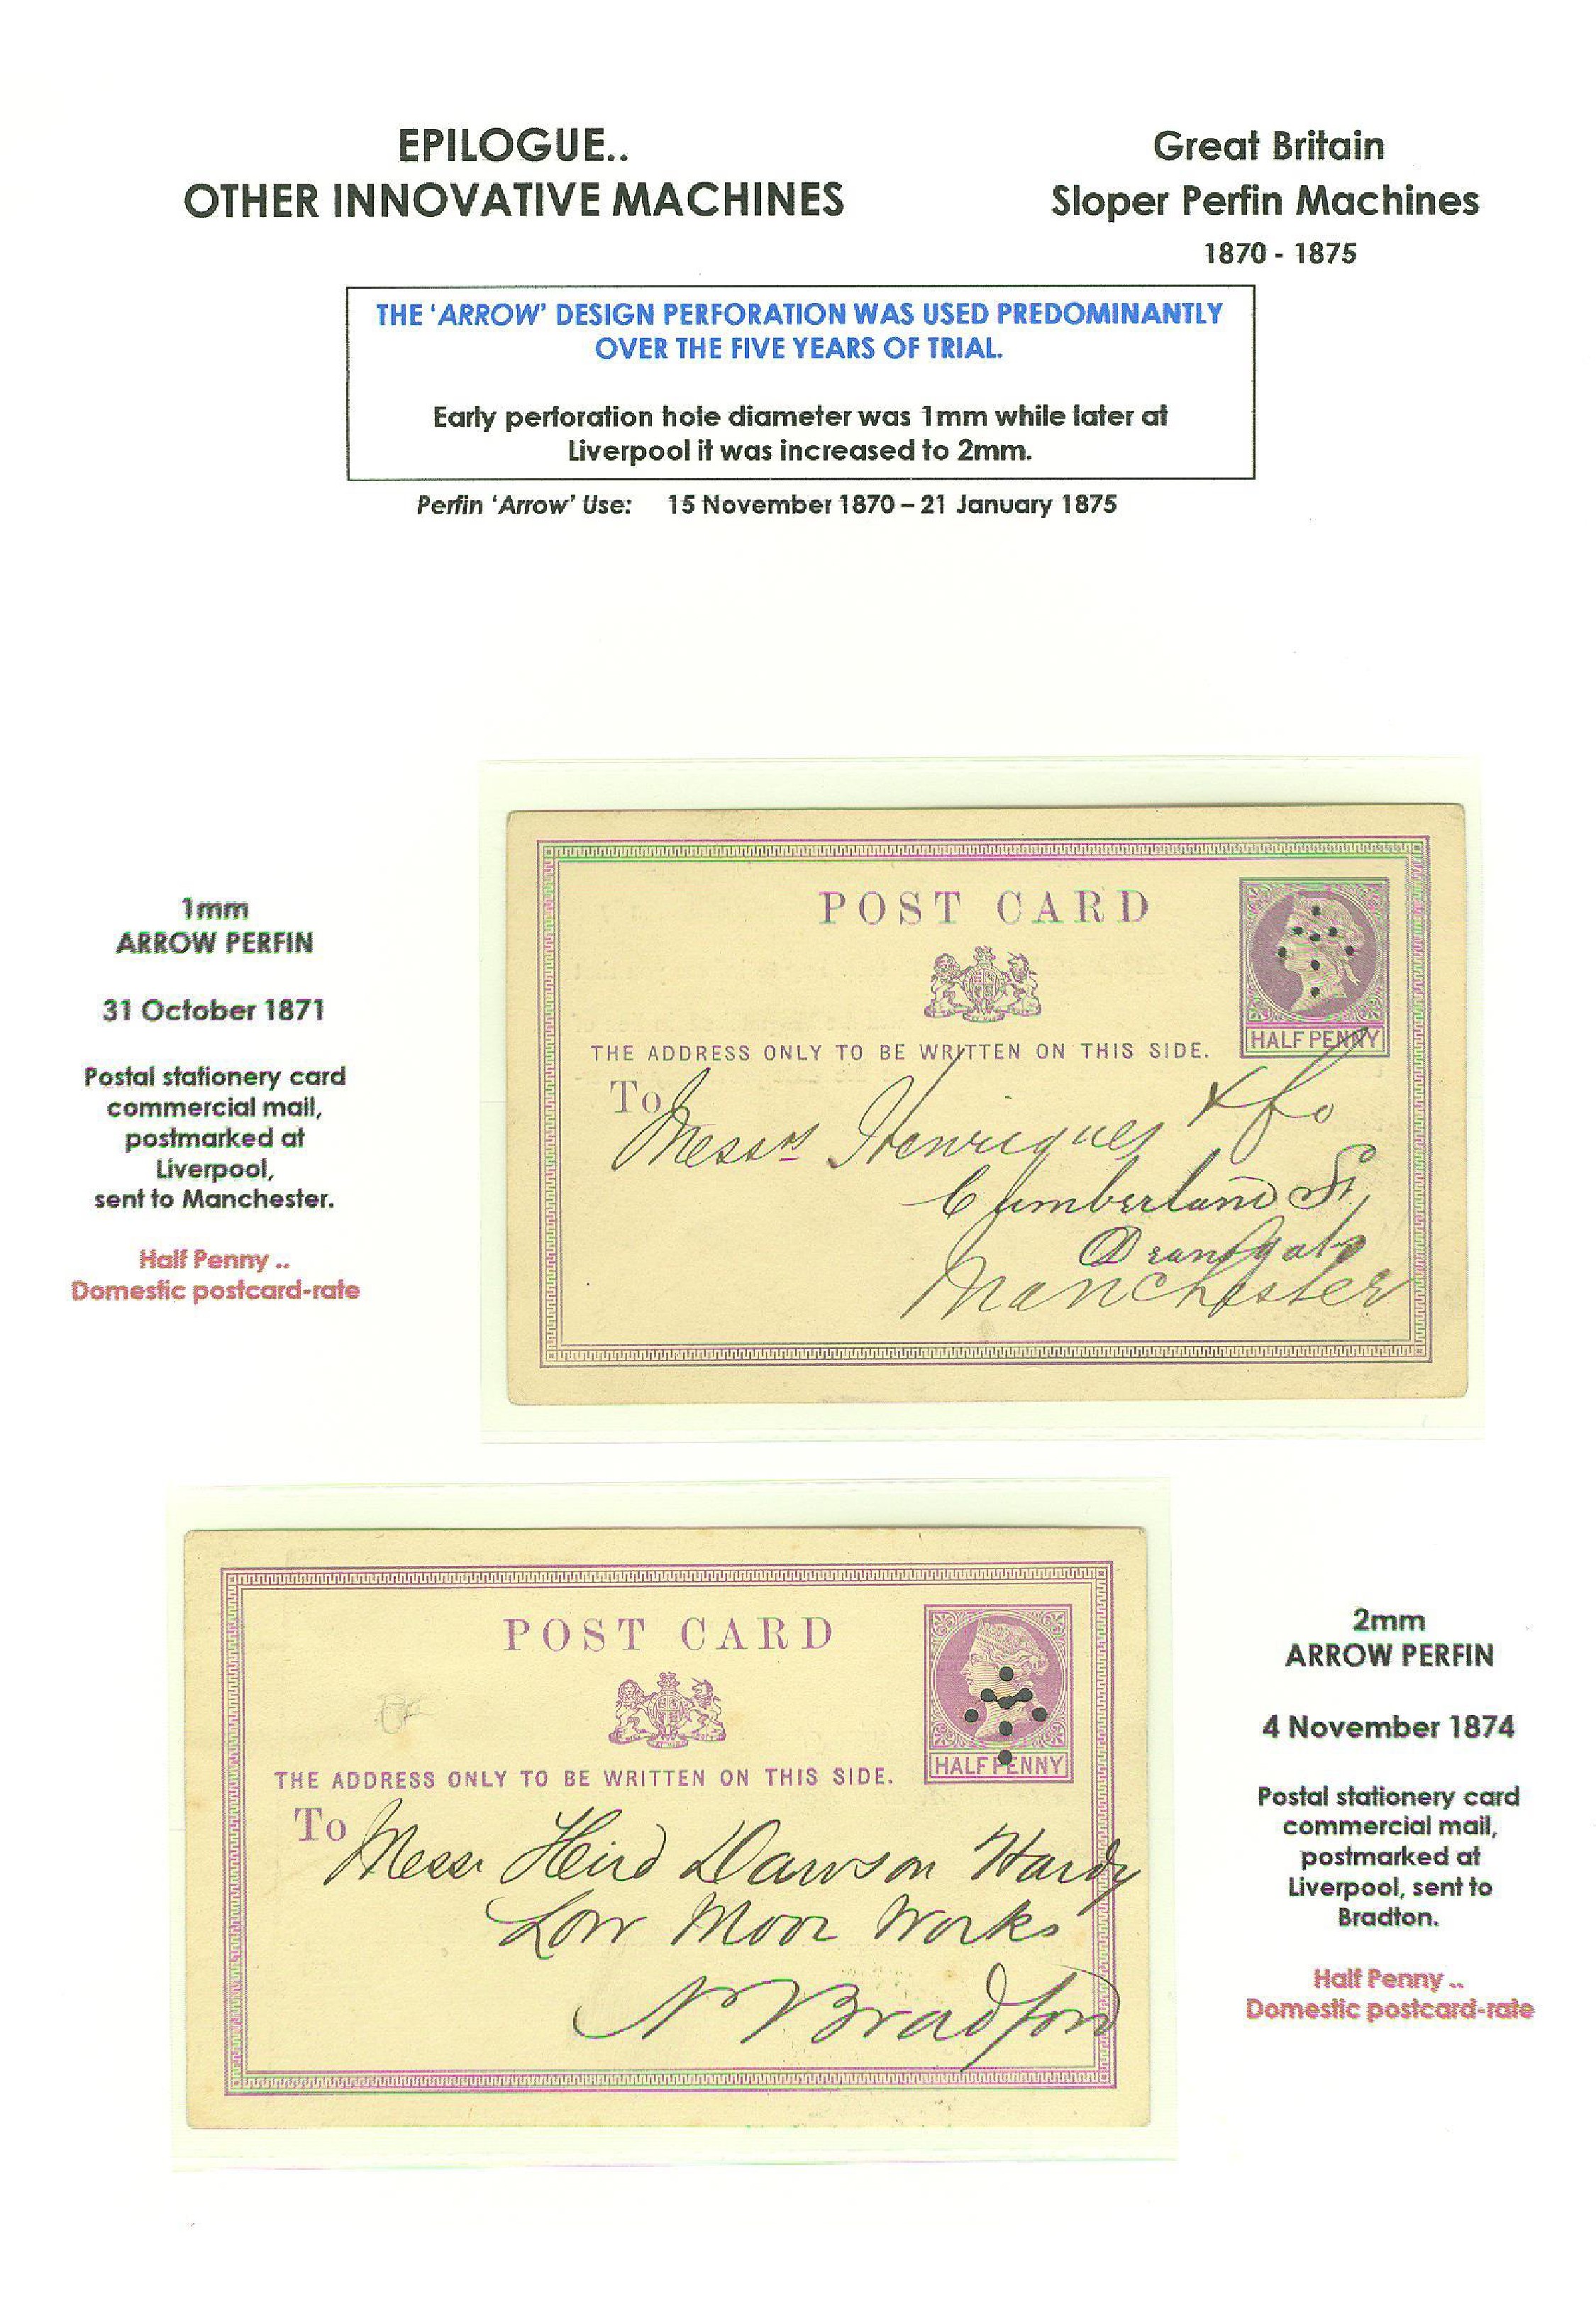 EPILOGUE..
OTHER INNOVATIVE MACHINES
Great Britain
Sloper Perfin Machines
1870 - 1875
THE ‘ARROW’ DESIGN PERFORATION WAS USED PREDOMINANTLY
OVER THE FIVE YEARS OF TRIAL.
Early perforation hole diameter was 1mm while later at
Liverpool it was increased to 2mm.
Perfin ‘Arrow’ Use: 15 November 1870 – 21 January 1875
1mm
ARROW PERFIN
31 October 1871
Postal stationery card
commercial mail,
postmarked at
Liverpool,
sent to Manchester.
Half Penny ..
Domestic postcard-rate
POST CARD
THE ADDRESS ONLY TO BE WRITTEN ON THIS SIDE.
HALF PENNY
To
Messrs Henriques & Co
Cumberland St
Deansgate
Manchester
POST CARD
THE ADDRESS ONLY TO BE WRITTEN ON THIS SIDE.
HALF PENNY
To
Messr Hird Dawson Hardy
Low Moor Works
Nr Bradford
2mm
ARROW PERFIN
4 November 1874
Postal stationery card
commercial mail,
postmarked at
Liverpool, sent to
Bradton.
Half Penny ..
Domestic postcard-rate